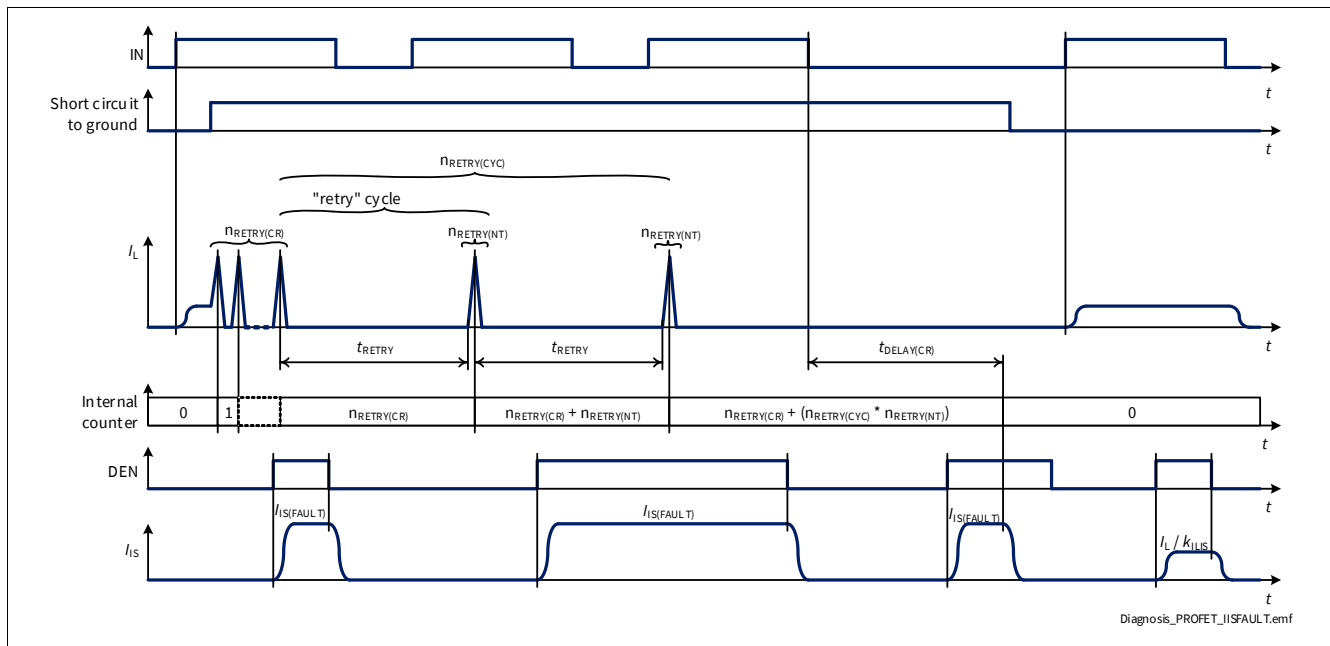 IN
t
Short circuit
to ground
t
nRETRY(CYC)
"retry" cycle
nRETRY(CR)
nRETRY(NT)
nRETRY(NT)
IL
t
tRETRY
tRETRY
tDELAY(CR)
Internal
counter
0
1
nRETRY(CR)
nRETRY(CR) + nRETRY(NT)
nRETRY(CR) + (nRETRY(CYC) * nRETRY(NT))
0
t
DEN
t
IIS(FAULT)
IIS(FAULT)
IIS(FAULT)
IL / kILIS
IIS
t
Diagnosis_PROFET_IISFAULT.emf